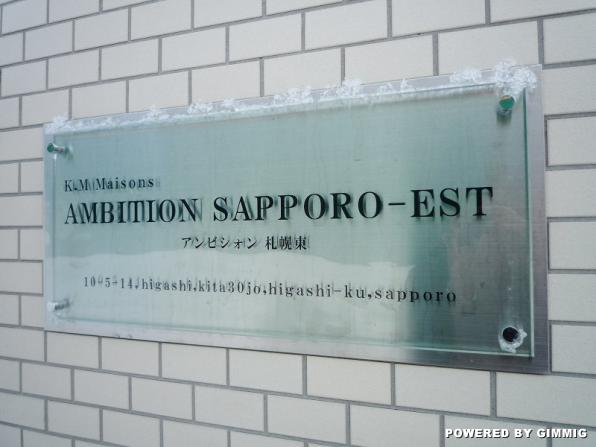 K.M Maisons
AMBITION SAPPORO-EST
アンビション 札幌東
10-5-14,higashi,kita30jo,higashi-ku,sapporo
POWERED BY GIMMIG